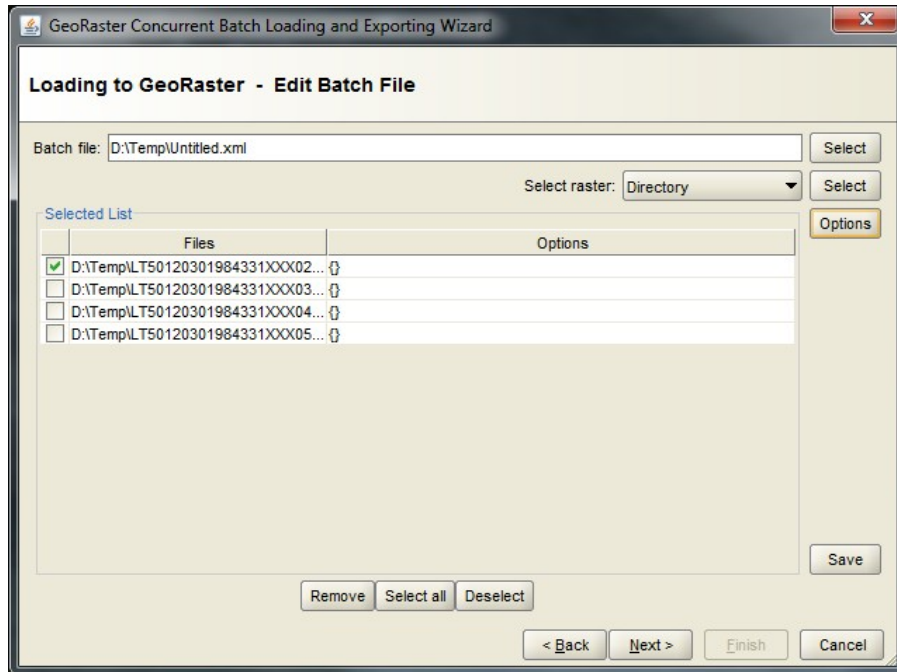 GeoRaster Concurrent Batch Loading and Exporting Wizard
Loading to GeoRaster - Edit Batch File
Batch file: D:\Temp\Untitled.xml Select
Select raster: Directory Select
Selected List Options
Files Options
D:\Temp\LT50120301984331XXX02... {}
D:\Temp\LT50120301984331XXX03... {}
D:\Temp\LT50120301984331XXX04... {}
D:\Temp\LT50120301984331XXX05... {}
Save
Remove Select all Deselect
< Back Next > Finish Cancel